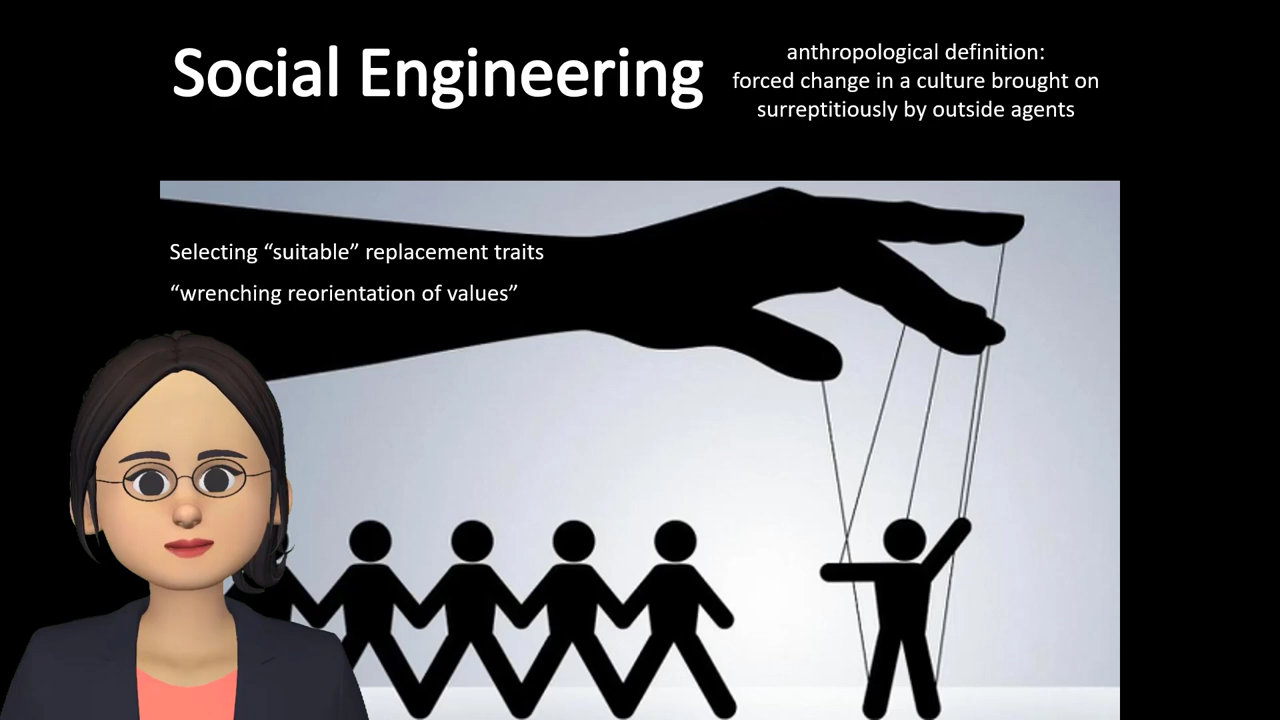 Social Engineering
anthropological definition:
forced change in a culture brought on
surreptitiously by outside agents
Selecting “suitable” replacement traits
“wrenching reorientation of values”